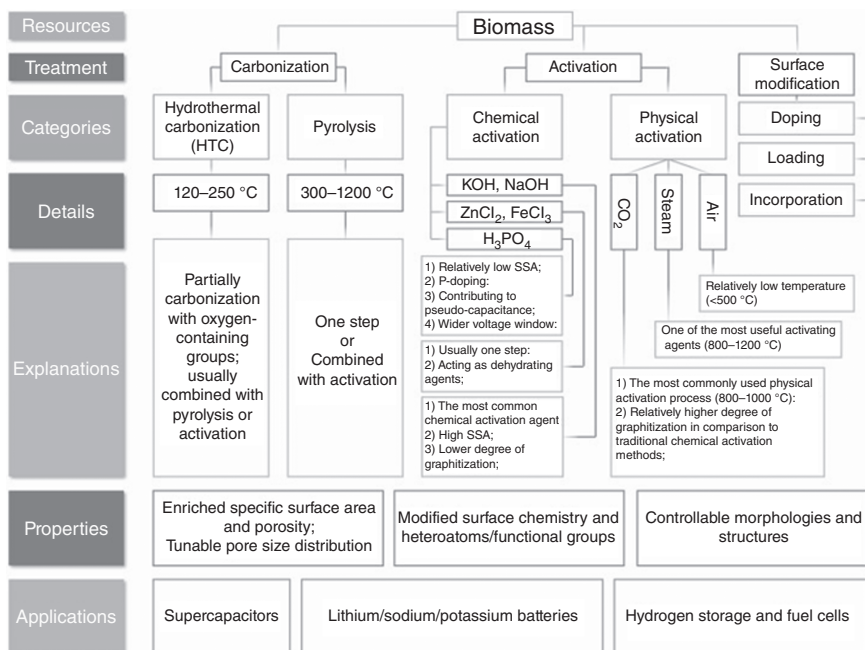 Resources
Biomass
Treatment
Carbonization
Activation
Surface
modification
Categories
Hydrothermal
carbonization
(HTC)
Pyrolysis
Chemical
activation
Physical
activation
Doping
Loading
Incorporation
Details
120–250 °C
300–1200 °C
KOH, NaOH
ZnCl₂, FeCl₃
H₃PO₄
CO₂
Steam
Air
Explanations
Partially
carbonization
with oxygen-
containing
groups;
usually
combined with
pyrolysis or
activation
One step
or
Combined
with activation
1) Relatively low SSA;
2) P-doping:
3) Contributing to
pseudo-capacitance;
4) Wider voltage window:
1) Usually one step:
2) Acting as dehydrating
agents;
1) The most common
chemical activation agent
2) High SSA;
3) Lower degree of
graphitization;
Relatively low temperature
(<500 °C)
One of the most useful activating
agents (800–1200 °C)
1) The most commonly used physical
activation process (800–1000 °C):
2) Relatively higher degree of
graphitization in comparison to
traditional chemical activation
methods;
Properties
Enriched specific surface area
and porosity;
Tunable pore size distribution
Modified surface chemistry and
heteroatoms/functional groups
Controllable morphologies and
structures
Applications
Supercapacitors
Lithium/sodium/potassium batteries
Hydrogen storage and fuel cells